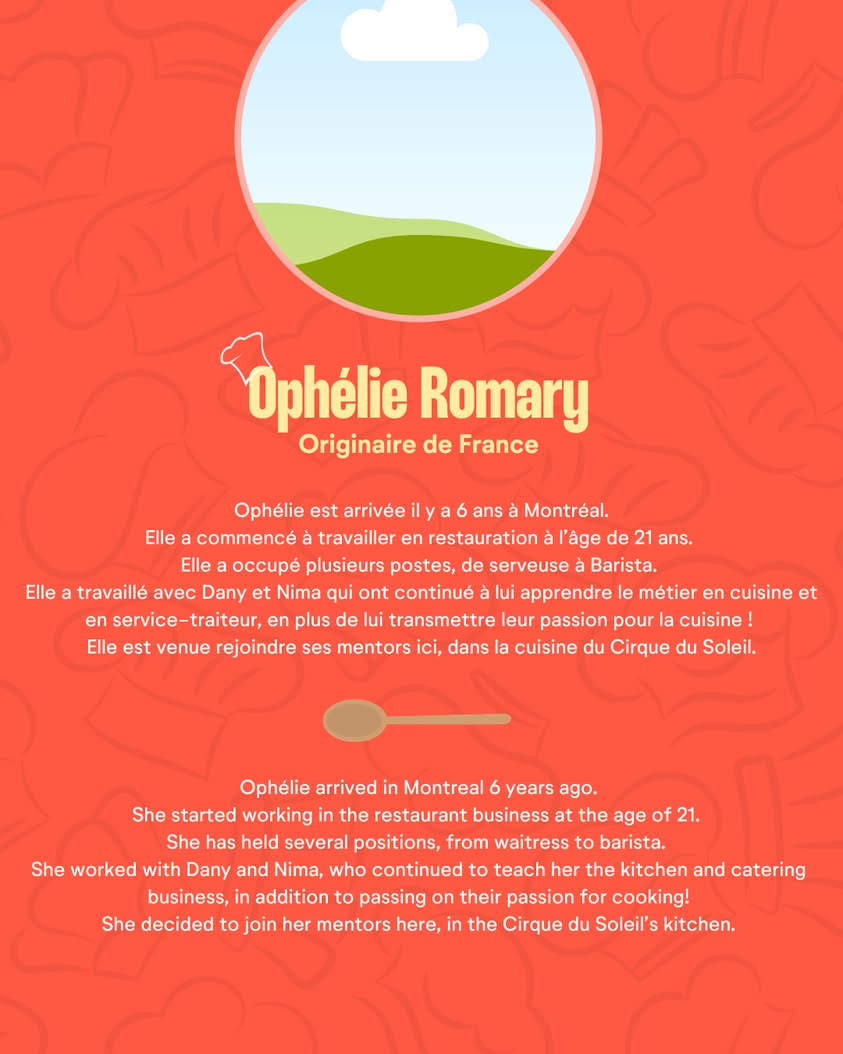 Ophélie Romary
Originaire de France
Ophélie est arrivée il y a 6 ans à Montréal.
Elle a commencé à travailler en restauration à l’âge de 21 ans.
Elle a occupé plusieurs postes, de serveuse à Barista.
Elle a travaillé avec Dany et Nima qui ont continué à lui apprendre le métier en cuisine et
en service-traiteur, en plus de lui transmettre leur passion pour la cuisine !
Elle est venue rejoindre ses mentors ici, dans la cuisine du Cirque du Soleil.
Ophélie arrived in Montreal 6 years ago.
She started working in the restaurant business at the age of 21.
She has held several positions, from waitress to barista.
She worked with Dany and Nima, who continued to teach her the kitchen and catering
business, in addition to passing on their passion for cooking!
She decided to join her mentors here, in the Cirque du Soleil’s kitchen.